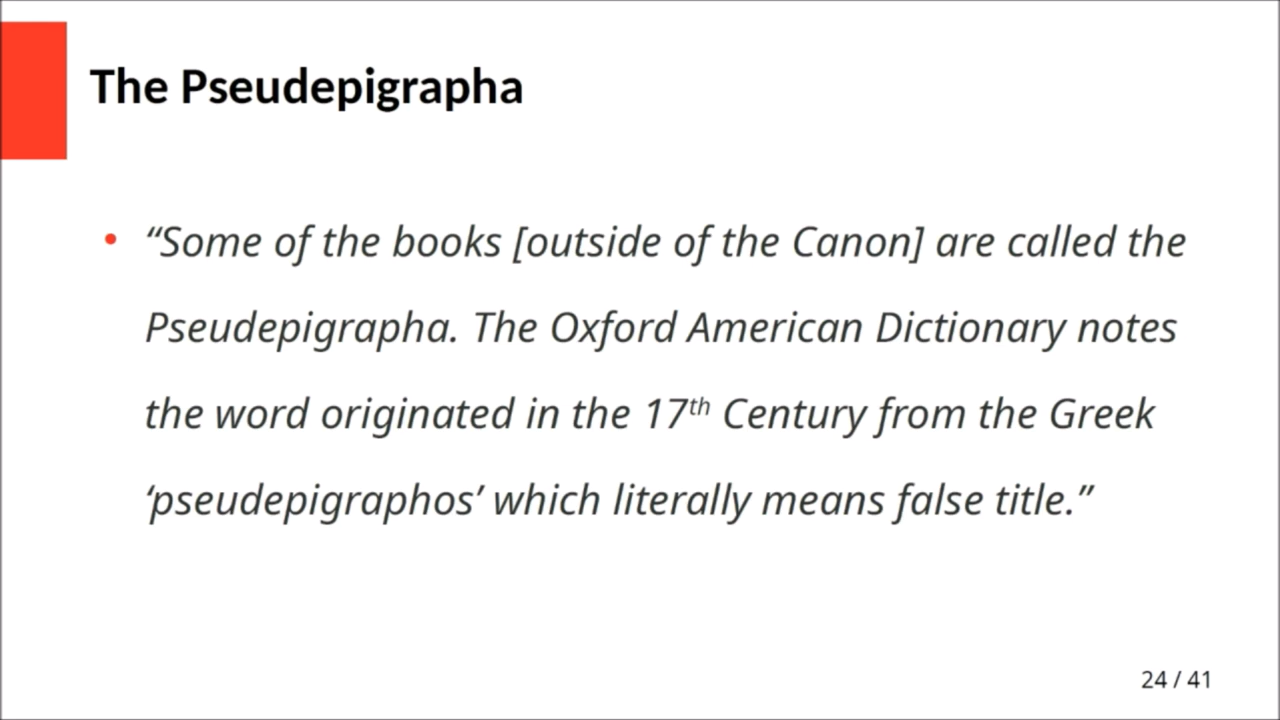 The Pseudepigrapha
• “Some of the books [outside of the Canon] are called the
Pseudepigrapha. The Oxford American Dictionary notes
the word originated in the 17th Century from the Greek
‘pseudepigraphos’ which literally means false title.”
24 / 41